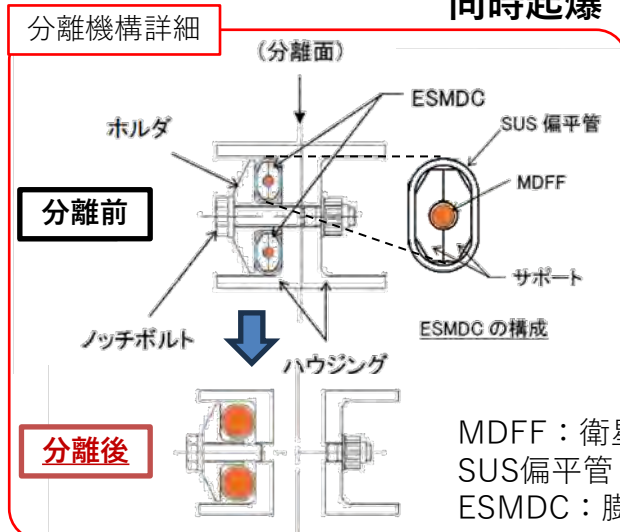 同時起爆
分離機構詳細
(分離面)
ESMDC
ホルダ
SUS 偏平管
MDFF
分離前
サポート
ノッチボルト
ESMDC の構成
ハウジング
分離後
MDFF：衛
SUS偏平管
ESMDC：膨